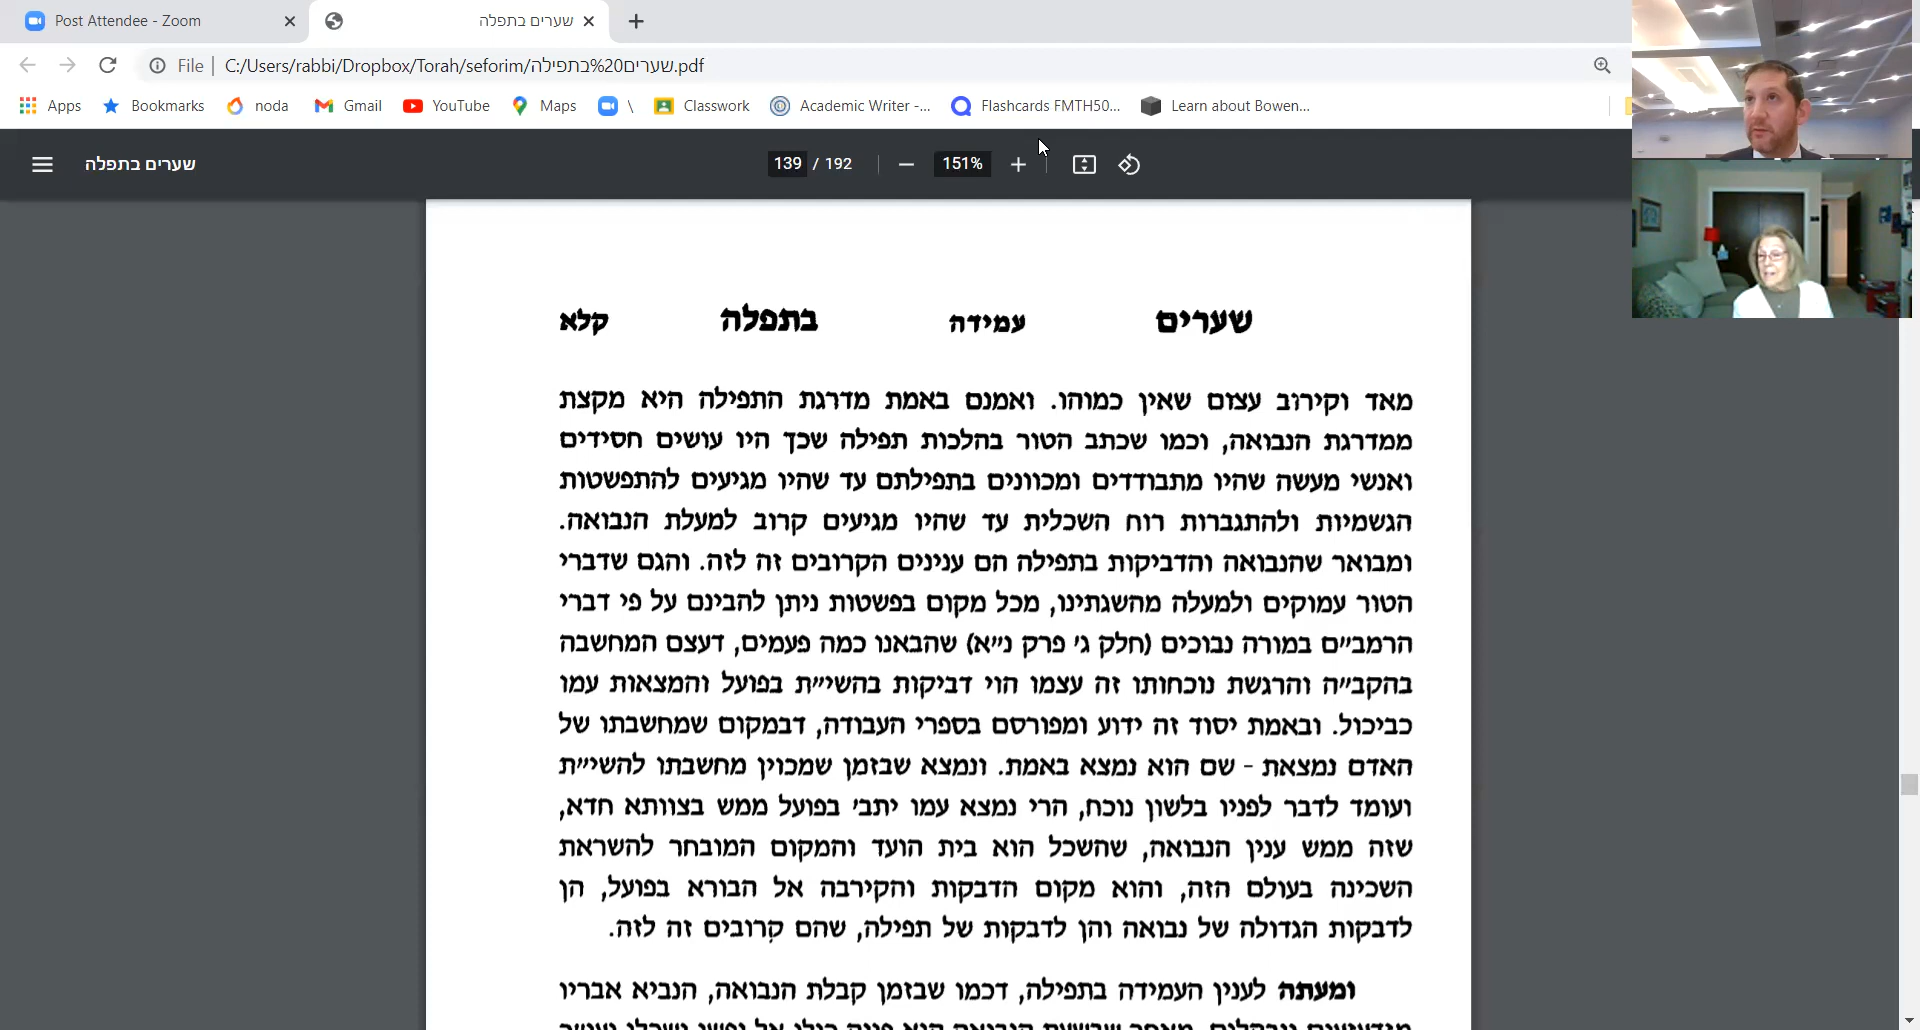 Post Attendee - Zoom
שערים בתפלה
File
C:/Users/rabbi/Dropbox/Torah/seforim/שערים%20בתפילה.pdf
Apps Bookmarks noda Gmail YouTube Maps \ Classwork Academic Writer -... Flashcards FMTH50... Learn about Bowen...
שערים בתפלה
139 / 192
151%
שערים עמידה בתפלה קלא
מאד וקירוב עצום שאין כמוהו. ואמנם באמת מדרגת התפילה היא מקצת
ממדרגת הנבואה, וכמו שכתב הטור בהלכות תפילה שכך היו עושים חסידים
ואנשי מעשה שהיו מתבודדים ומכוונים בתפילתם עד שהיו מגיעים להתפשטות
הגשמיות ולהתגברות רוח השכלית עד שהיו מגיעים קרוב למעלת הנבואה.
ומבואר שהנבואה והדביקות בתפילה הם ענינים הקרובים זה לזה. והגם שדברי
הטור עמוקים ולמעלה מהשגתינו, מכל מקום בפשטות ניתן להבינם על פי דברי
הרמב״ם במורה נבוכים (חלק ג׳ פרק נ״א) שהבאנו כמה פעמים, דעצם המחשבה
בהקב״ה והרגשת נוכחותו זה עצמו הוי דביקות בהשי״ת בפועל והמצאות עמו
כביכול. ובאמת יסוד זה ידוע ומפורסם בספרי העבודה, דבמקום שמחשבתו של
האדם נמצאת - שם הוא נמצא באמת. ונמצא שבזמן שמכוין מחשבתו להשי״ת
ועומד לדבר לפניו בלשון נוכח, הרי נמצא עמו יתב׳ בפועל ממש בצוותא חדא,
שזה ממש ענין הנבואה, שהשכל הוא בית הועד והמקום המובחר להשראת
השכינה בעולם הזה, והוא מקום הדבקות והקירבה אל הבורא בפועל, הן
לדבקות הגדולה של נבואה והן לדבקות של תפילה, שהם קרובים זה לזה.
ומעתה לענין העמידה בתפילה, דכמו שבזמן קבלת הנבואה, הנביא אבריו